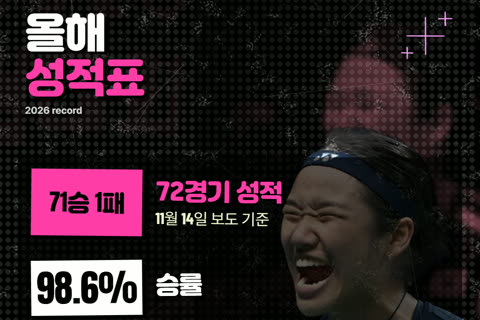 올해
성적표
2026 record
71승 1패
72경기 성적
11월 14일 보도 기준
98.6%
승률